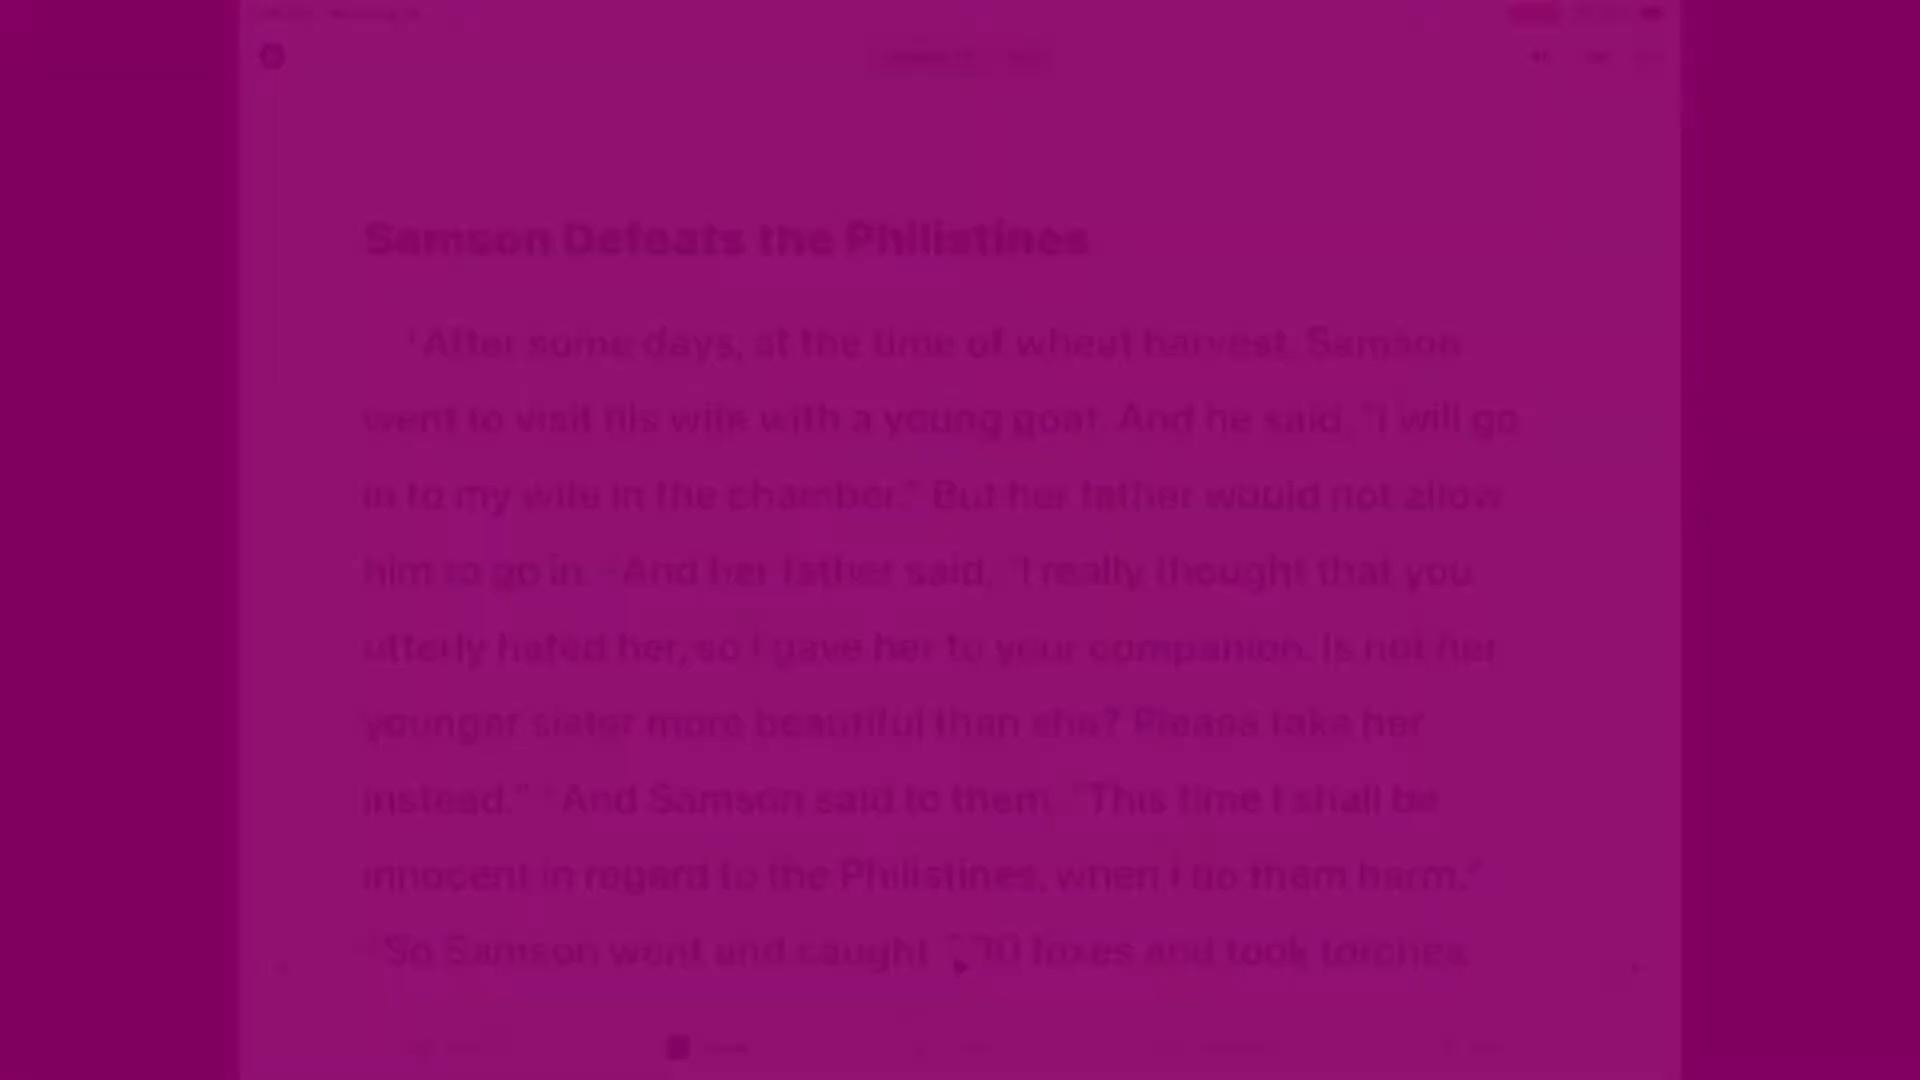 Samson Defeats the Philistines
After some days, at the time of wheat harvest, Samson
went to visit his wife with a young goat. And he said, "I will go
in to my wife in the chamber." But her father would not allow
him to go in. And her father said, "I really thought that you
utterly hated her, so I gave her to your companion. Is not her
younger sister more beautiful than she? Please take her
instead." And Samson said to them, "This time I shall be
innocent in regard to the Philistines, when I do them harm."
So Samson went and caught foxes and took torches